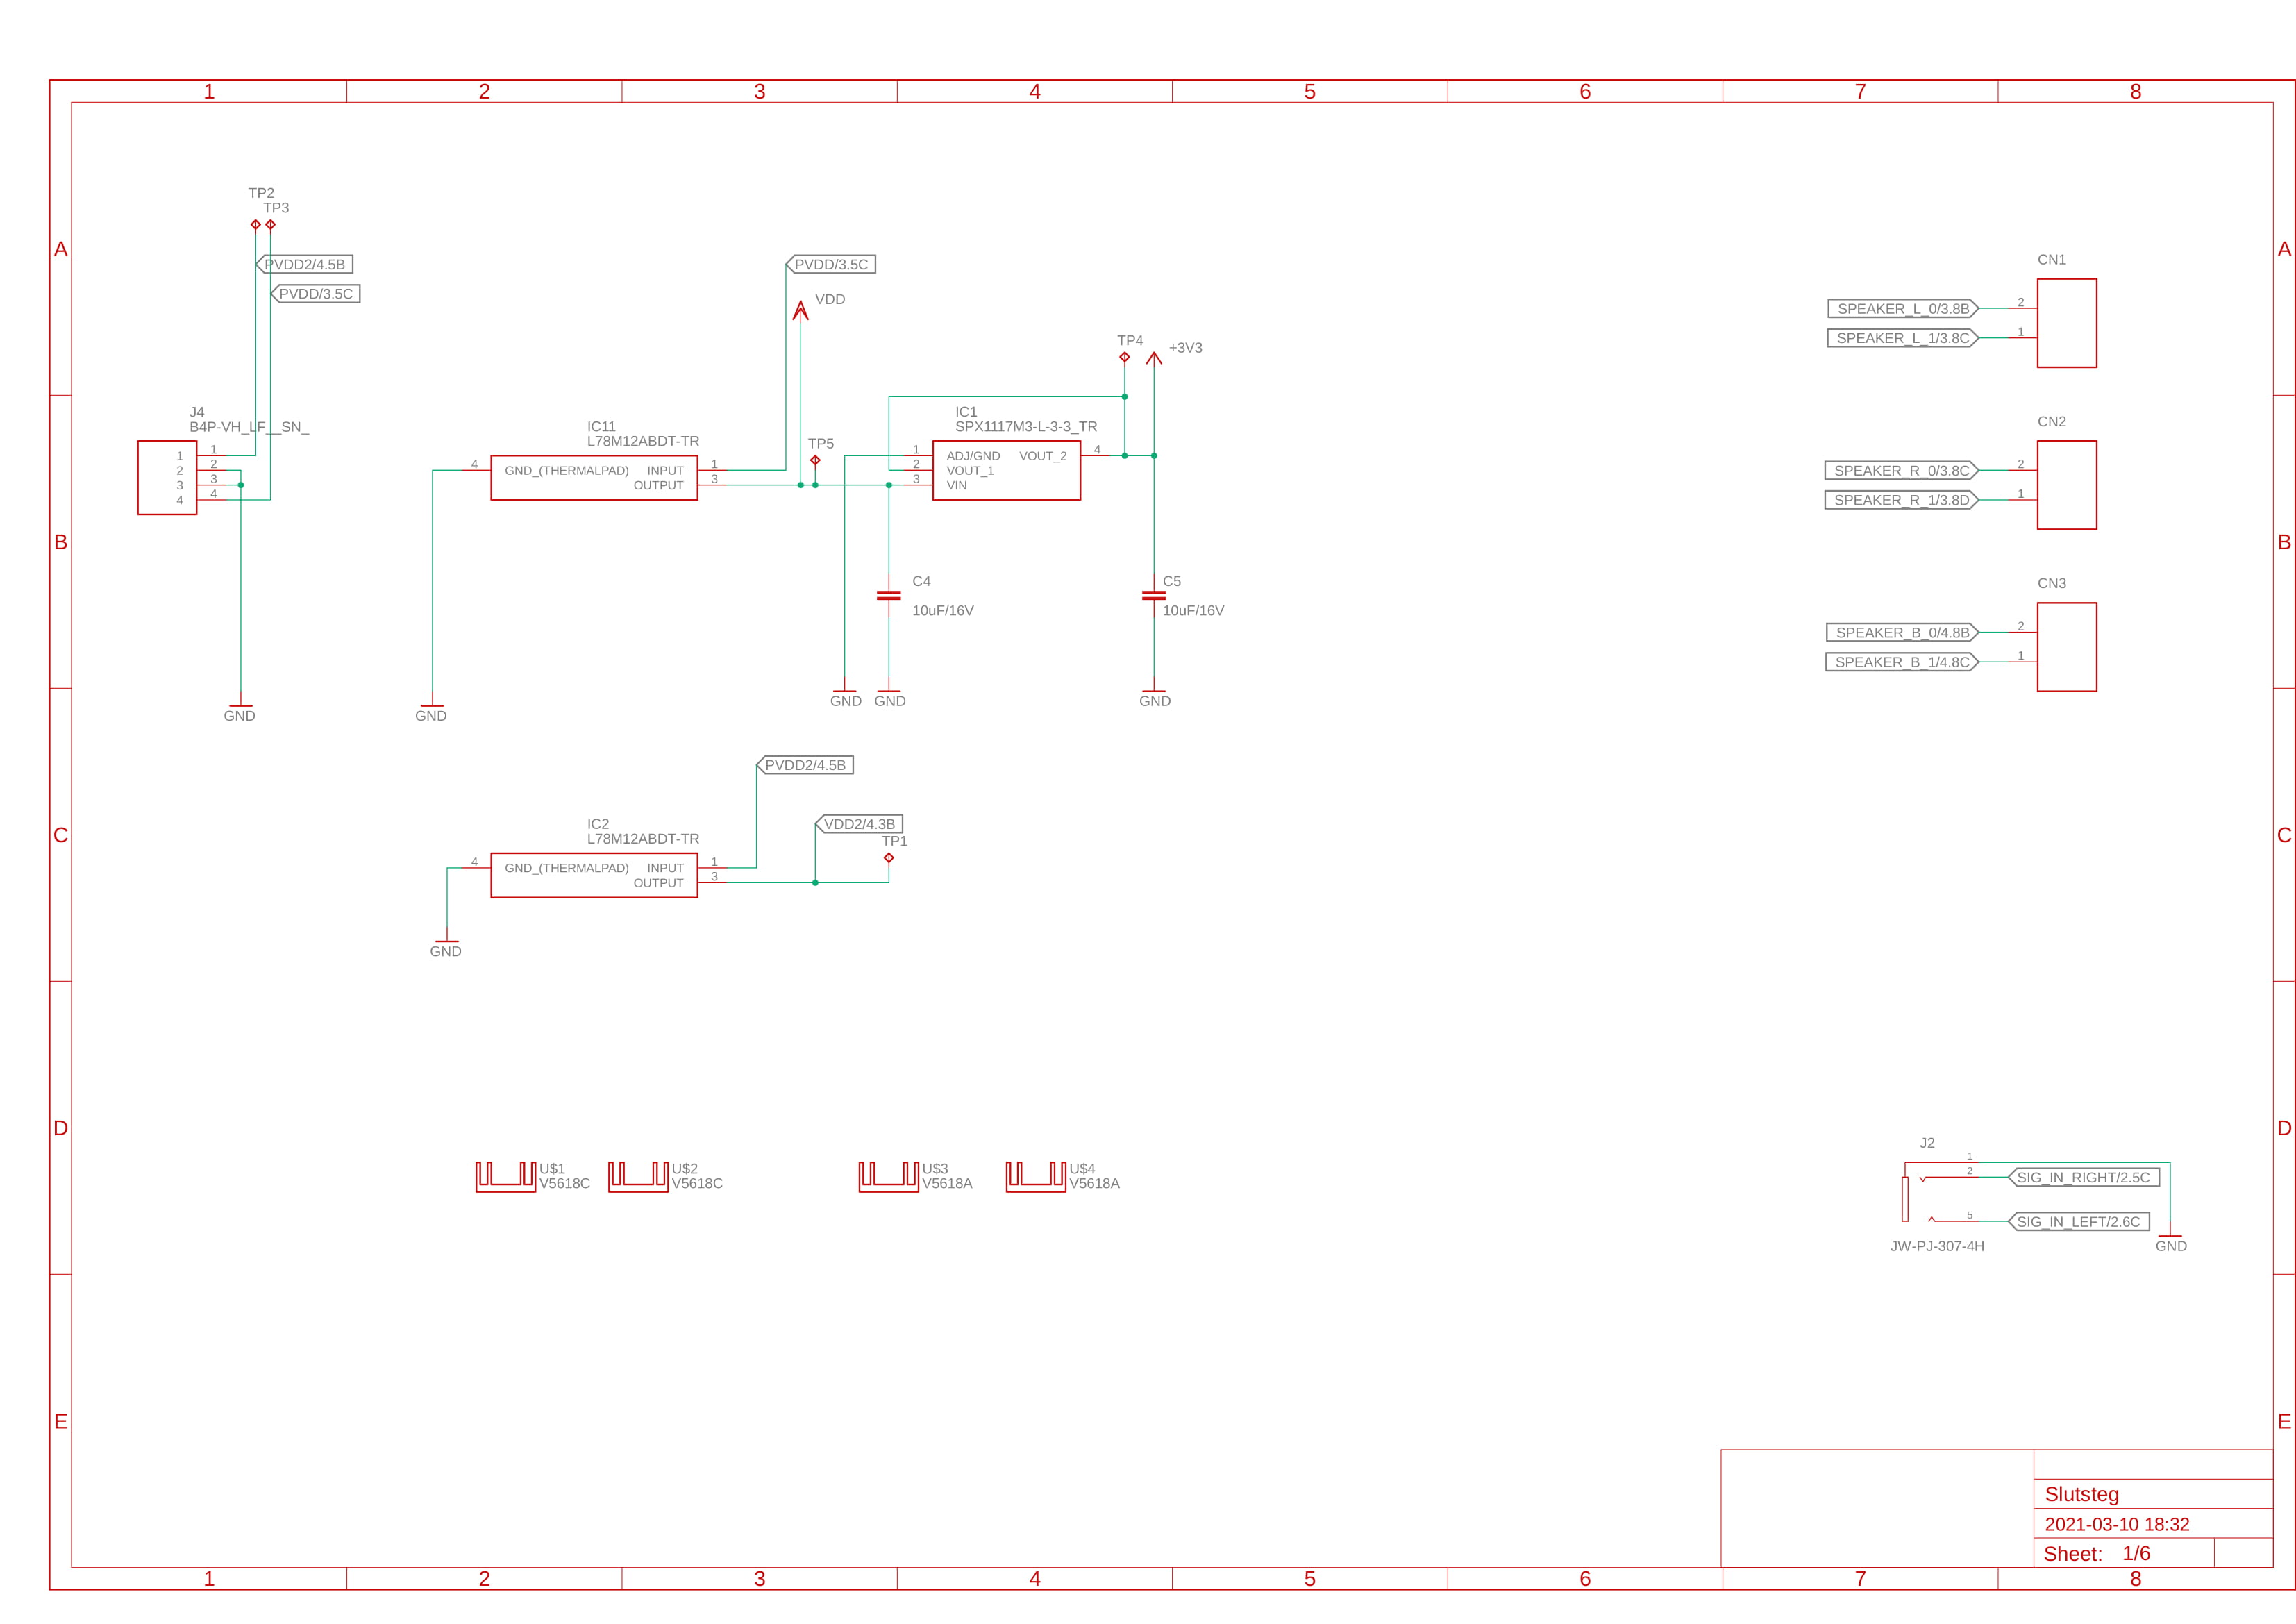 1 2 3 4 5 6 7 8
A A
TP2
TP3
PVDD2/4.5B
PVDD/3.5C
PVDD/3.5C
VDD
TP4
+3V3
CN1
SPEAKER_L_0/3.8B 2
SPEAKER_L_1/3.8C 1
B B
J4
B4P-VH_LF__SN_
1 1
2 2
3 3
4 4
GND
IC11
L78M12ABDT-TR
4 GND_(THERMALPAD) INPUT 1
OUTPUT 3
GND
TP5
IC1
SPX1117M3-L-3-3_TR
1 ADJ/GND VOUT_2 4
2 VOUT_1
3 VIN
C4
10uF/16V
C5
10uF/16V
GND GND GND
CN2
SPEAKER_R_0/3.8C 2
SPEAKER_R_1/3.8D 1
CN3
SPEAKER_B_0/4.8B 2
SPEAKER_B_1/4.8C 1
C C
PVDD2/4.5B
VDD2/4.3B
TP1
IC2
L78M12ABDT-TR
4 GND_(THERMALPAD) INPUT 1
OUTPUT 3
GND
D D
U$1
V5618C
U$2
V5618C
U$3
V5618A
U$4
V5618A
J2
1
2 SIG_IN_RIGHT/2.5C
5 SIG_IN_LEFT/2.6C
JW-PJ-307-4H
GND
E E
Slutsteg
2021-03-10 18:32
Sheet: 1/6
1 2 3 4 5 6 7 8